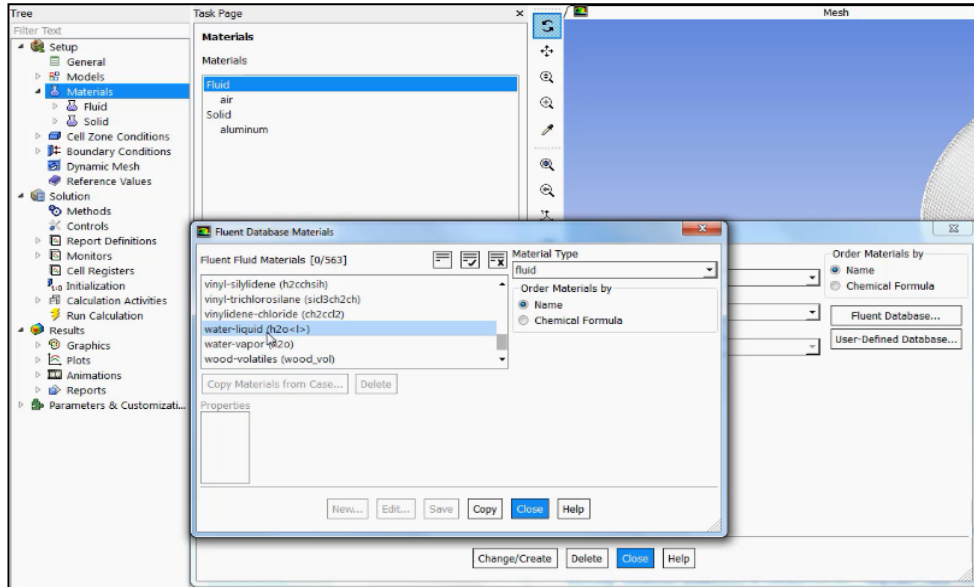 Tree
Filter Text
Setup
General
Models
Materials
Fluid
Solid
Cell Zone Conditions
Boundary Conditions
Dynamic Mesh
Reference Values
Solution
Methods
Controls
Report Definitions
Monitors
Cell Registers
Initialization
Calculation Activities
Run Calculation
Results
Graphics
Plots
Animations
Reports
Parameters & Customizati...
Task Page
Materials
Materials
Fluid
air
Solid
aluminum
Mesh
Fluent Database Materials
Fluent Fluid Materials [0/563]
vinyl-silylidene (h2cchsih)
vinyl-trichlorosilane (sicl3ch2ch)
vinylidene-chloride (ch2ccl2)
water-liquid (h2o<l>)
water-vapor (h2o)
wood-volatiles (wood_vol)
Copy Materials from Case...
Delete
Properties
Material Type
fluid
Order Materials by
Name
Chemical Formula
New...
Edit...
Save
Copy
Close
Help
Order Materials by
Name
Chemical Formula
Fluent Database...
User-Defined Database...
Change/Create
Delete
Close
Help